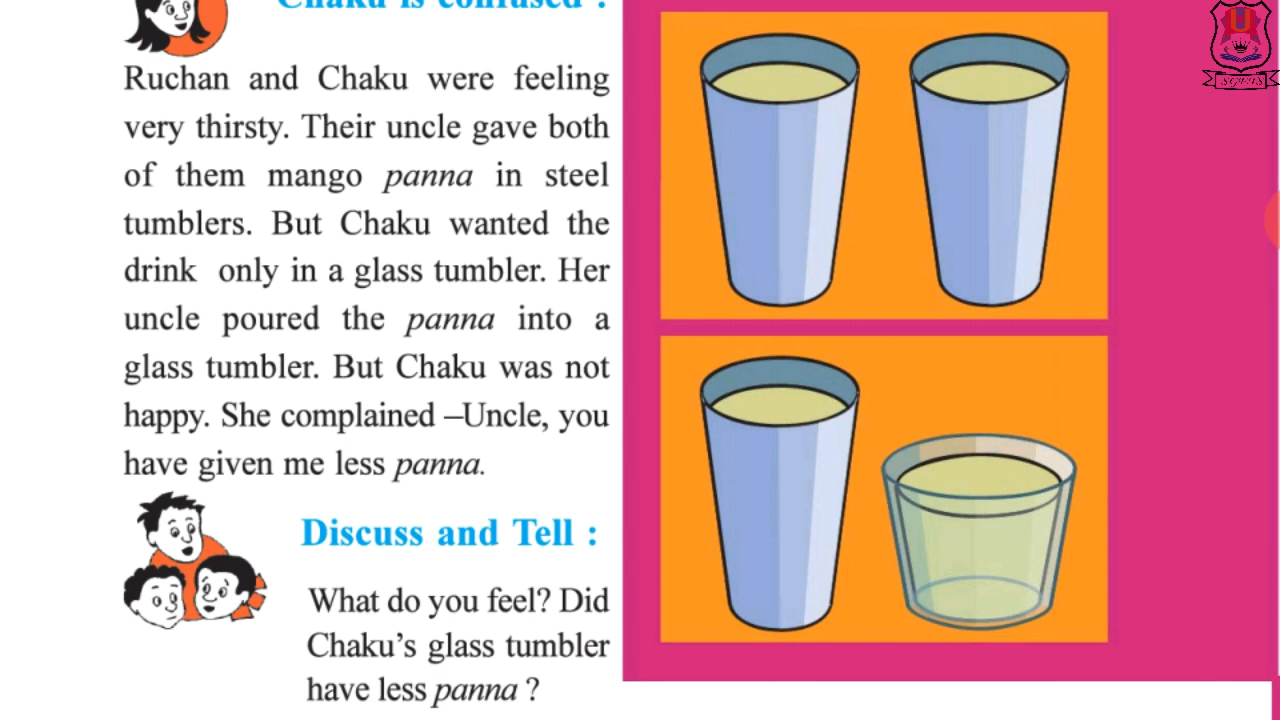 Chaku is confused :
Ruchan and Chaku were feeling
very thirsty. Their uncle gave both
of them mango panna in steel
tumblers. But Chaku wanted the
drink only in a glass tumbler. Her
uncle poured the panna into a
glass tumbler. But Chaku was not
happy. She complained –Uncle, you
have given me less panna.
Discuss and Tell :
What do you feel? Did
Chaku's glass tumbler
have less panna ?